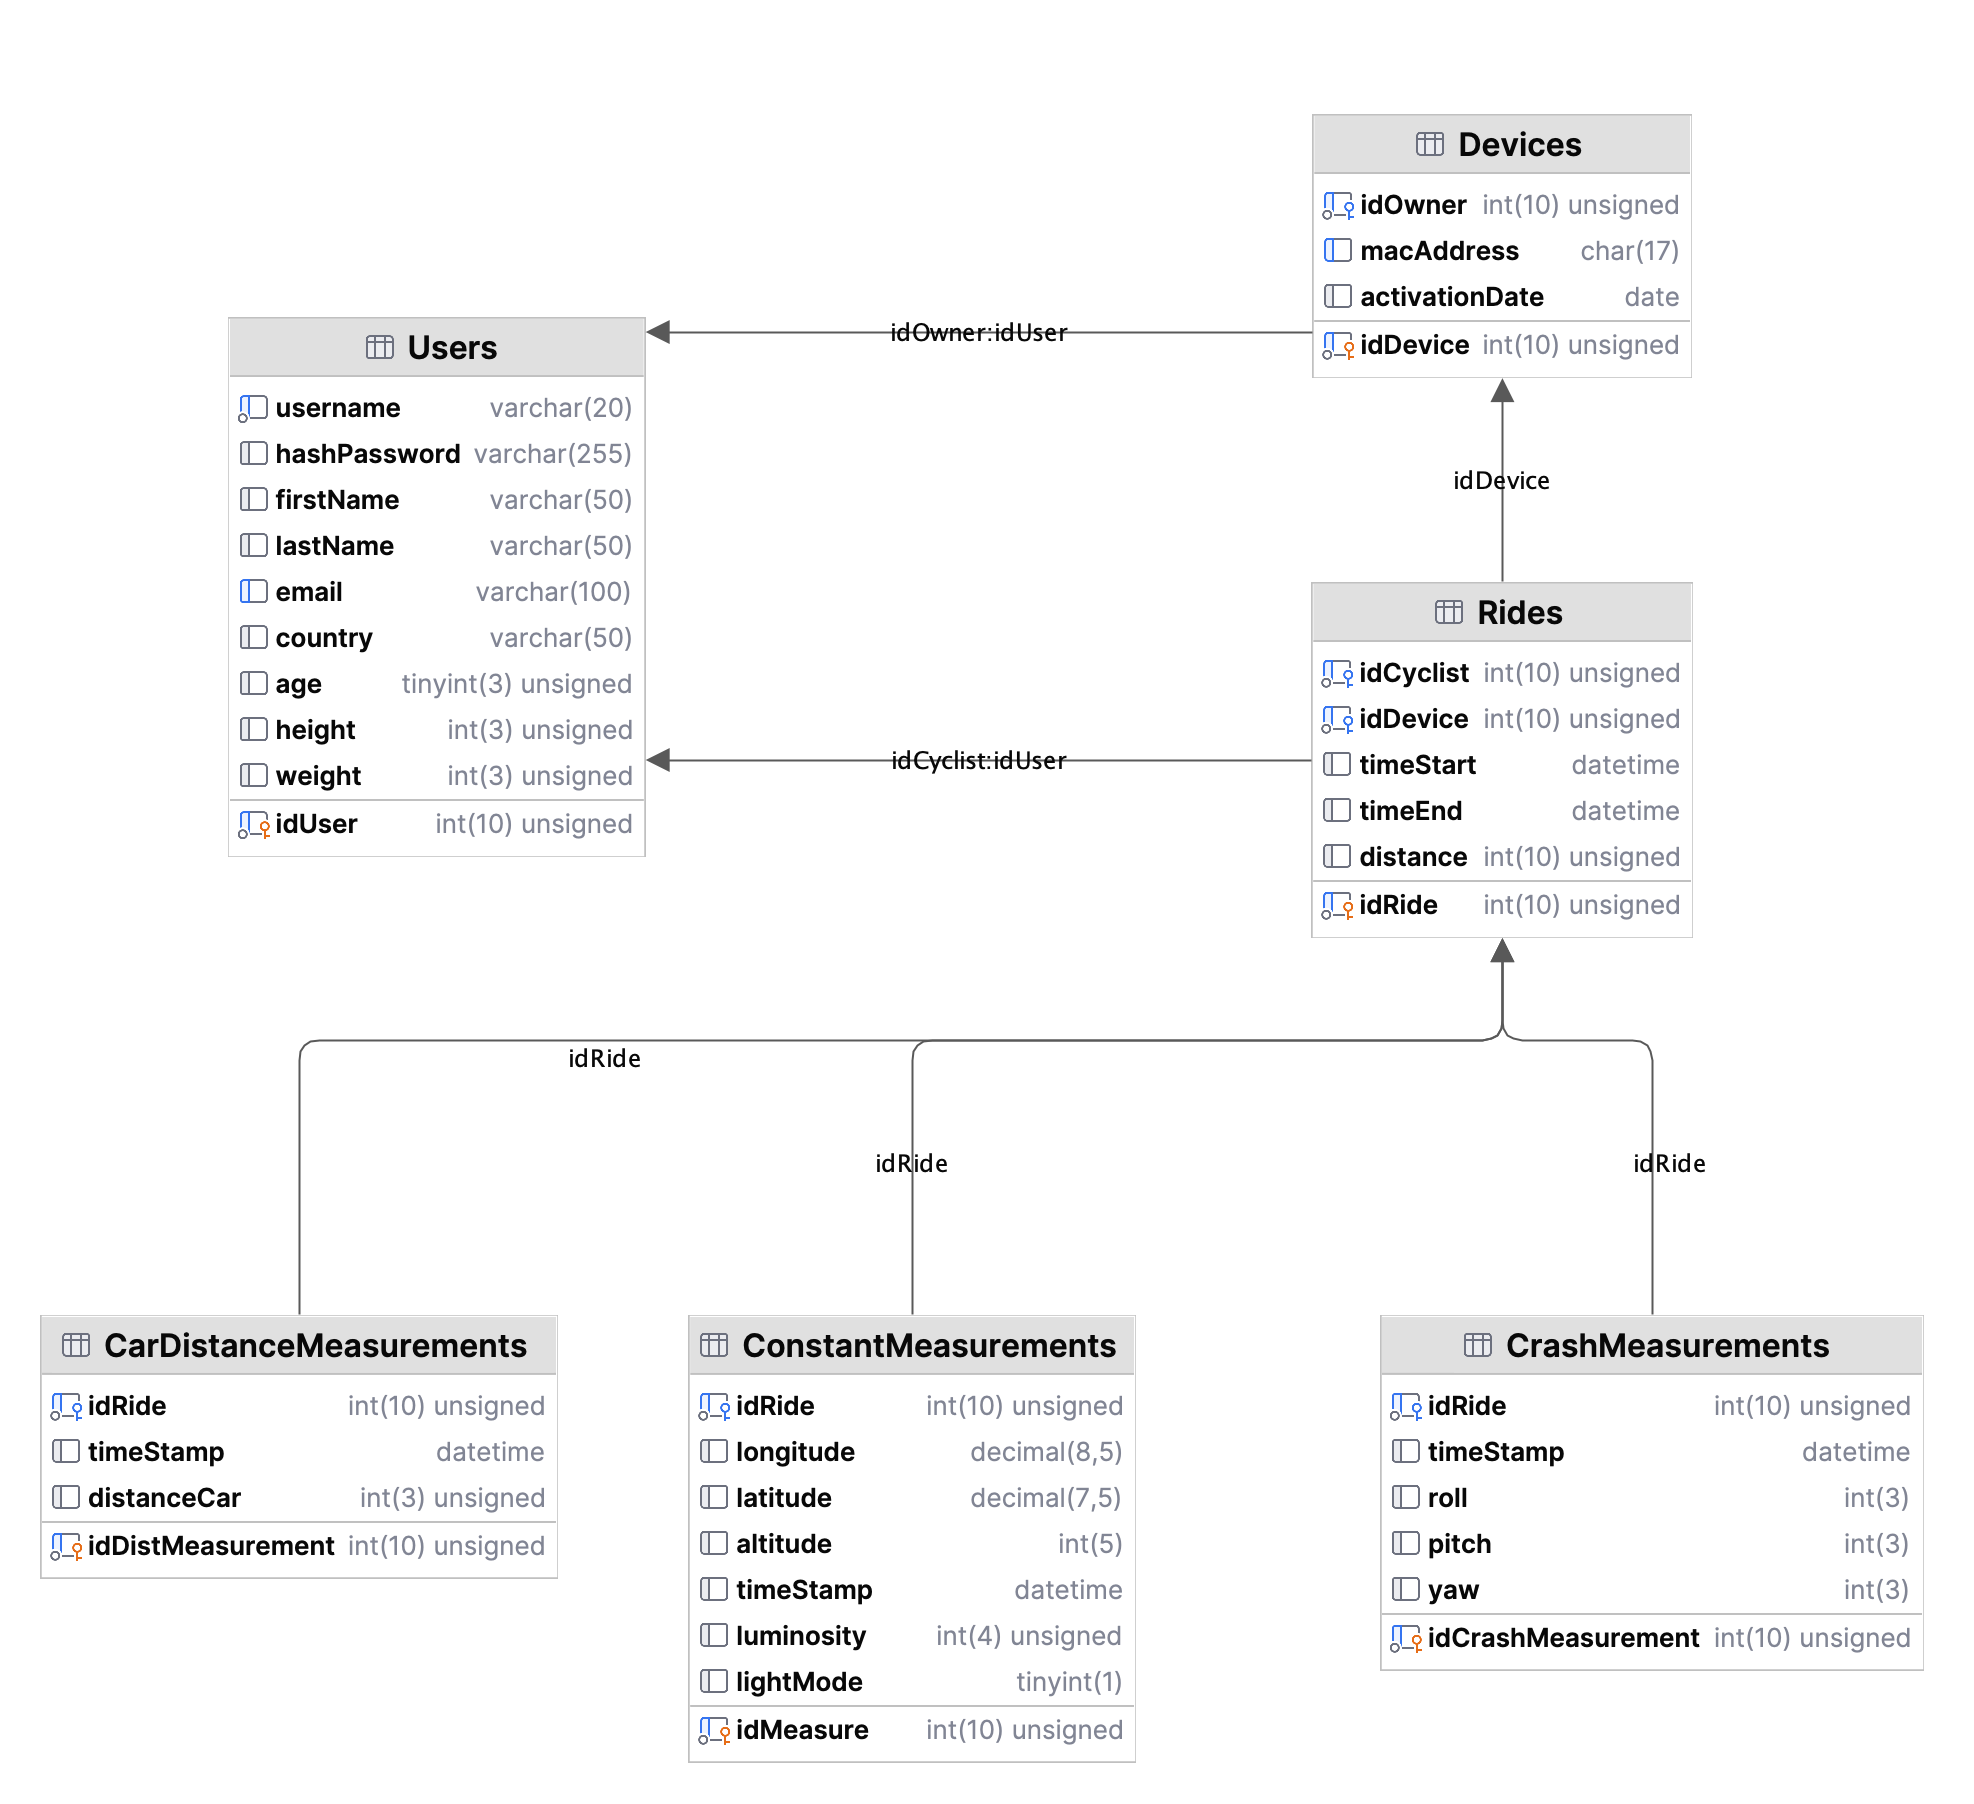 Devices
idOwner int(10) unsigned
macAddress char(17)
activationDate date
idDevice int(10) unsigned
Users
username varchar(20)
hashPassword varchar(255)
firstName varchar(50)
lastName varchar(50)
email varchar(100)
country varchar(50)
age tinyint(3) unsigned
height int(3) unsigned
weight int(3) unsigned
idUser int(10) unsigned
idOwner:idUser
idDevice
idCyclist:idUser
Rides
idCyclist int(10) unsigned
idDevice int(10) unsigned
timeStart datetime
timeEnd datetime
distance int(10) unsigned
idRide int(10) unsigned
idRide
idRide
idRide
CarDistanceMeasurements
idRide int(10) unsigned
timeStamp datetime
distanceCar int(3) unsigned
idDistMeasurement int(10) unsigned
ConstantMeasurements
idRide int(10) unsigned
longitude decimal(8,5)
latitude decimal(7,5)
altitude int(5)
timeStamp datetime
luminosity int(4) unsigned
lightMode tinyint(1)
idMeasure int(10) unsigned
CrashMeasurements
idRide int(10) unsigned
timeStamp datetime
roll int(3)
pitch int(3)
yaw int(3)
idCrashMeasurement int(10) unsigned